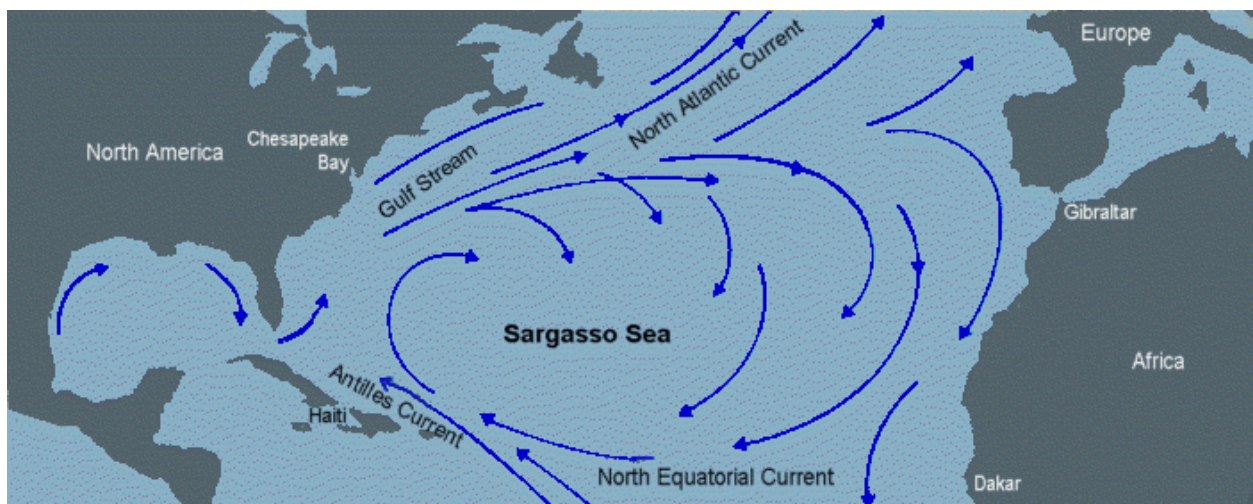 Europe
North Atlantic Current
Chesapeake
Bay
North America
Gulf Stream
Gibraltar
Sargasso Sea
Africa
Antilles Current
Haiti
North Equatorial Current
Dakar